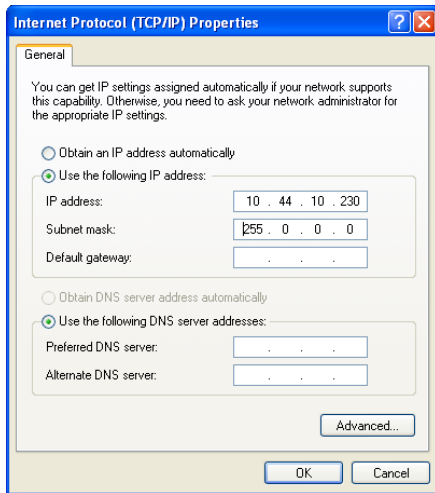 Internet Protocol (TCP/IP) Properties
General
You can get IP settings assigned automatically if your network supports
this capability. Otherwise, you need to ask your network administrator for
the appropriate IP settings.
Obtain an IP address automatically
Use the following IP address:
IP address: 10 . 44 . 10 . 230
Subnet mask: 255 . 0 . 0 . 0
Default gateway: . . .
Obtain DNS server address automatically
Use the following DNS server addresses:
Preferred DNS server: . . .
Alternate DNS server: . . .
Advanced...
OK Cancel